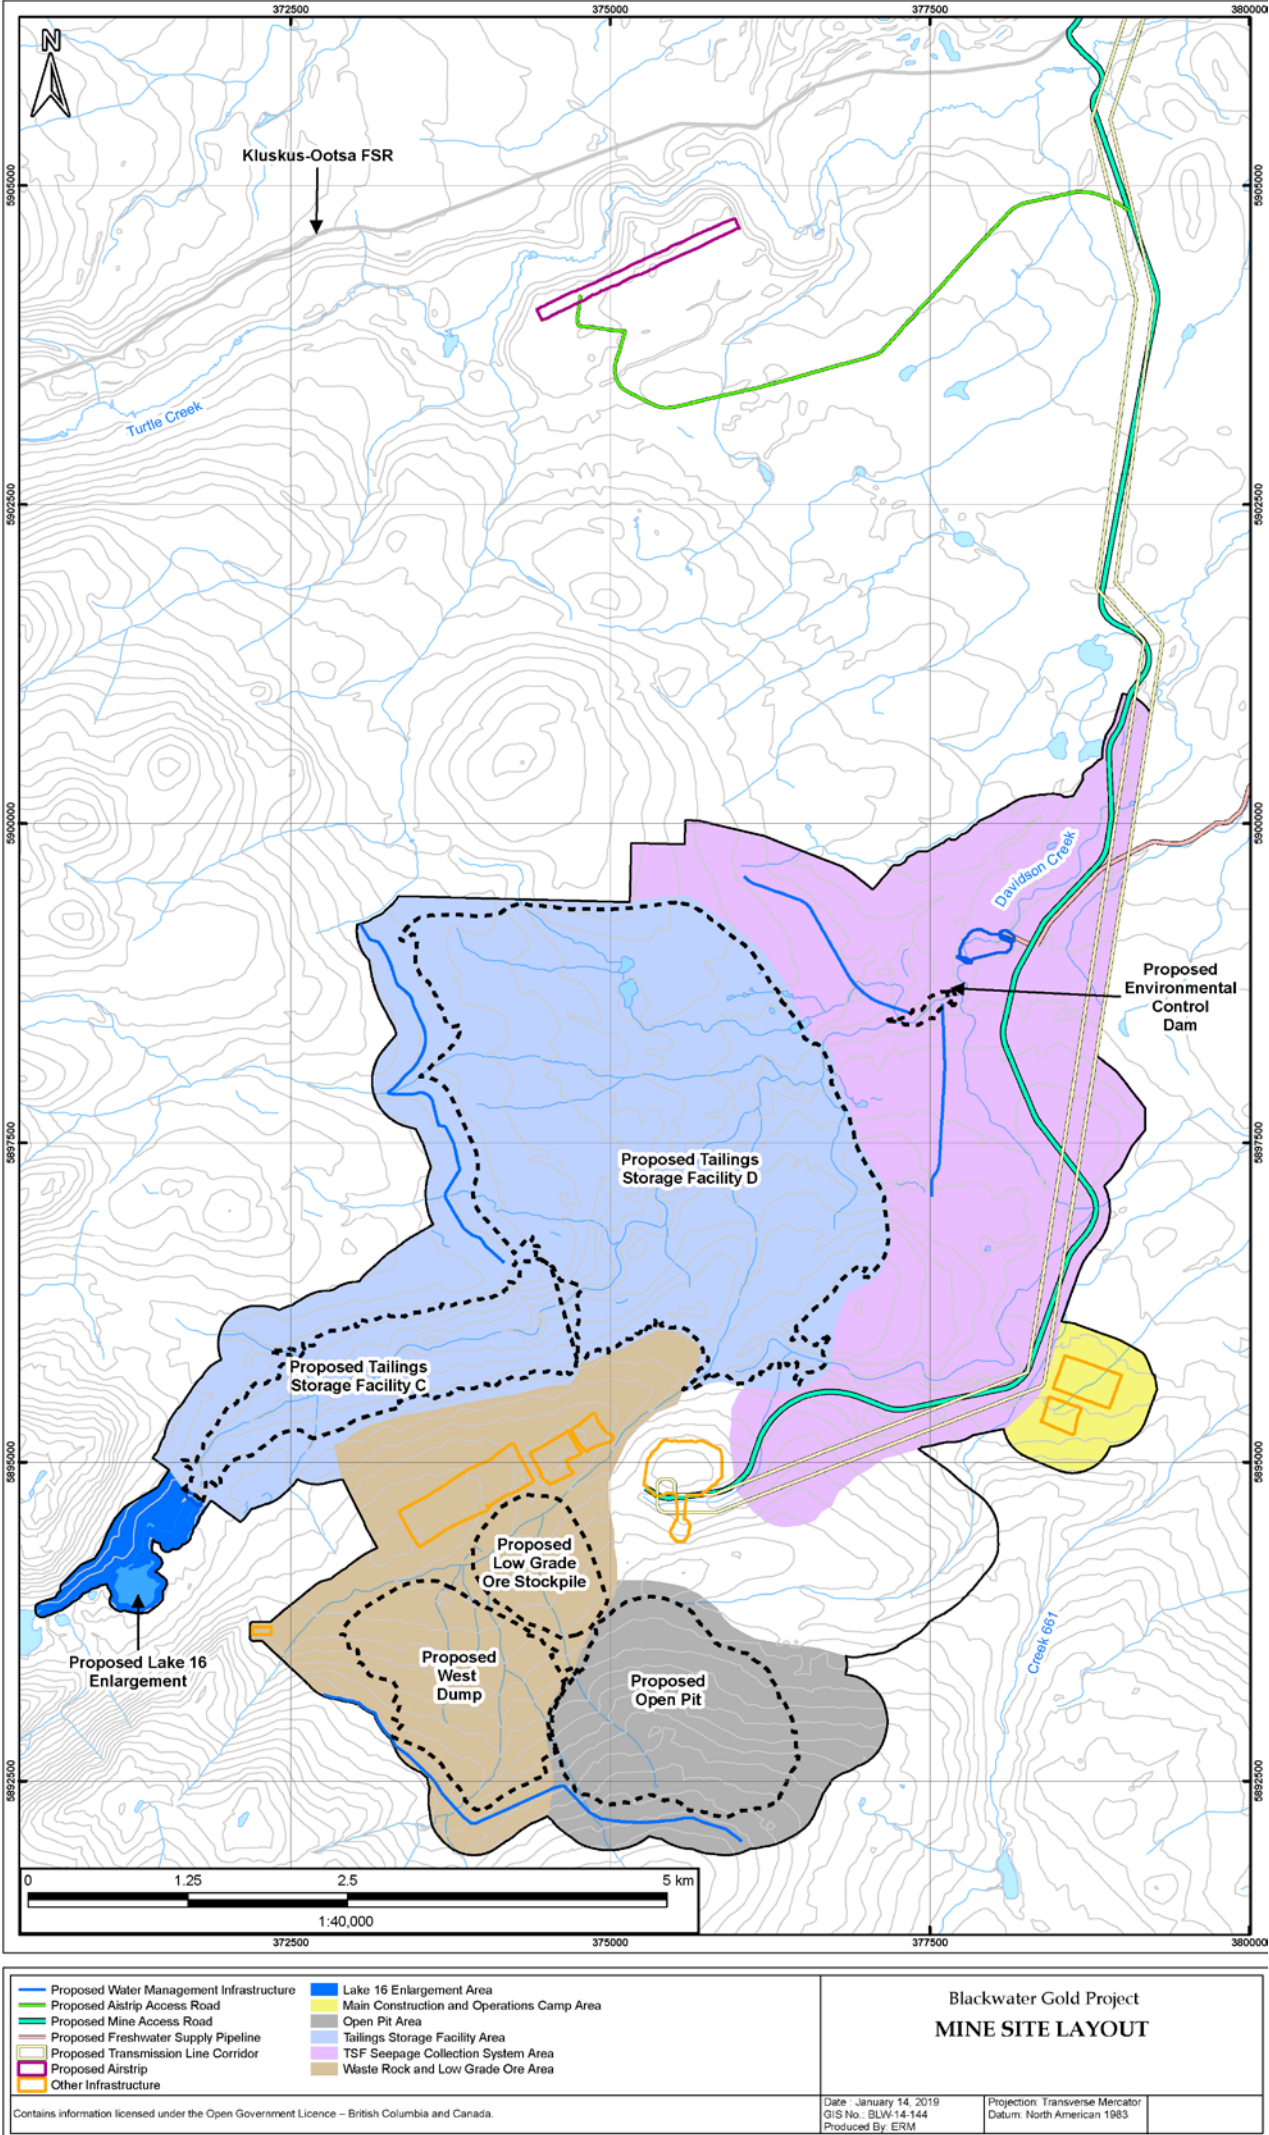 372500
375000
377500
380000
N
Kluskus-Ootsa FSR
5905000
5905000
Turtle Creek
5902500
5902500
5900000
5900000
Davidson Creek
Proposed
Environmental
Control
Dam
5897500
5897500
Proposed Tailings
Storage Facility D
Proposed Tailings
Storage Facility C
5895000
5895000
Proposed
Low Grade
Ore Stockpile
Proposed Lake 16
Enlargement
Proposed
West
Dump
Proposed
Open Pit
Creek 661
5892500
5892500
0
1.25
2.5
5 km
1:40,000
372500
375000
377500
380000
Proposed Water Management Infrastructure
Proposed Aistrip Access Road
Proposed Mine Access Road
Proposed Freshwater Supply Pipeline
Proposed Transmission Line Corridor
Proposed Airstrip
Other Infrastructure
Lake 16 Enlargement Area
Main Construction and Operations Camp Area
Open Pit Area
Tailings Storage Facility Area
TSF Seepage Collection System Area
Waste Rock and Low Grade Ore Area
Blackwater Gold Project
MINE SITE LAYOUT
Contains information licensed under the Open Government Licence – British Columbia and Canada.
Date : January 14, 2019
GIS No.: BLW-14-144
Produced By: ERM
Projection: Transverse Mercator
Datum: North American 1983